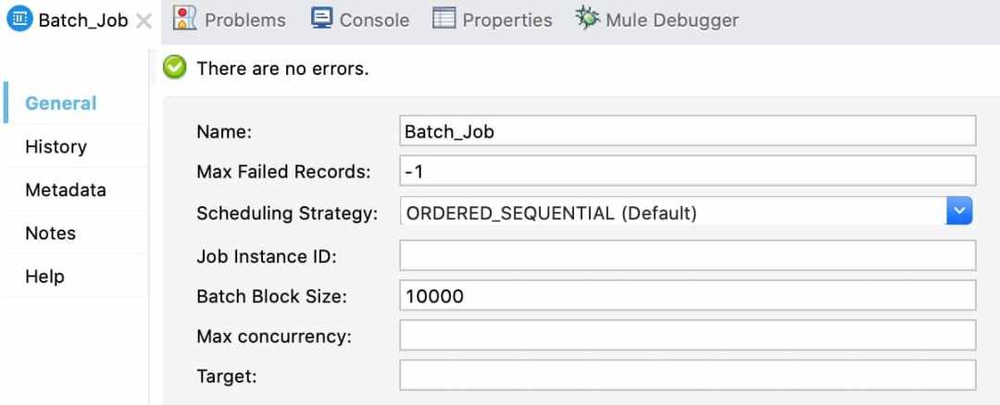 Batch_Job Problems Console Properties Mule Debugger
There are no errors.
General
History
Metadata
Notes
Help
Name: Batch_Job
Max Failed Records: -1
Scheduling Strategy: ORDERED_SEQUENTIAL (Default)
Job Instance ID:
Batch Block Size: 10000
Max concurrency:
Target: